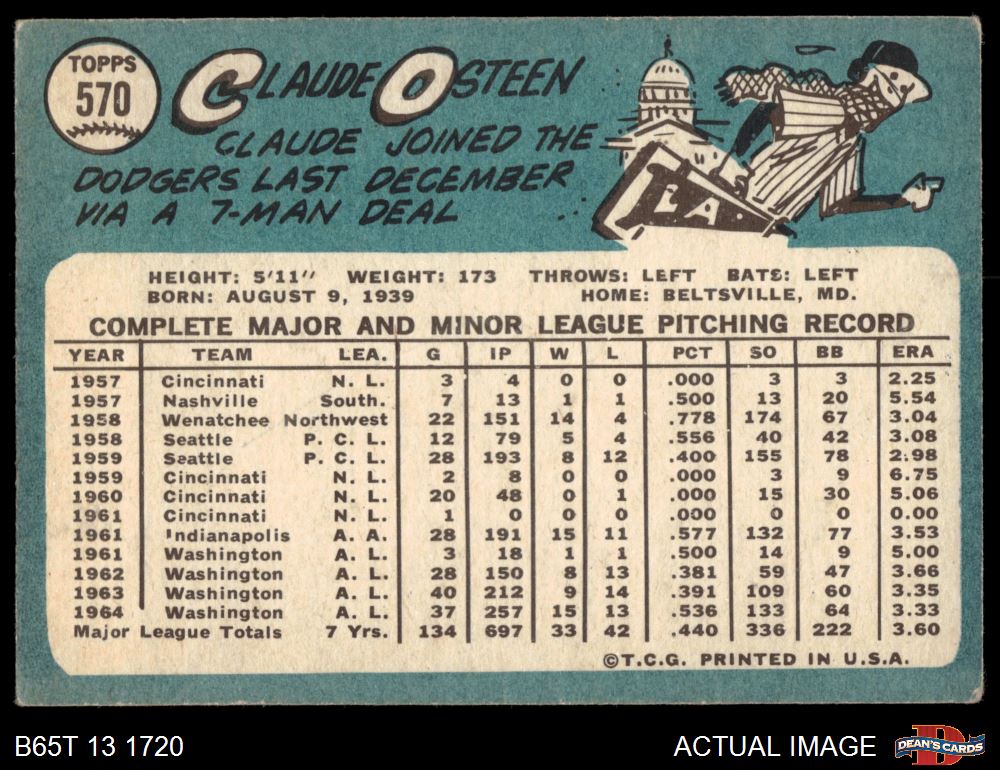 TOPPS
570
CLAUDE OSTEEN
CLAUDE JOINED THE
DODGERS LAST DECEMBER
VIA A 7-MAN DEAL
L.A.
HEIGHT: 5'11" WEIGHT: 173 THROWS: LEFT BATS: LEFT
BORN: AUGUST 9, 1939 HOME: BELTSVILLE, MD.
COMPLETE MAJOR AND MINOR LEAGUE PITCHING RECORD
YEAR TEAM LEA. G IP W L PCT SO BB ERA
1957 Cincinnati N. L. 3 4 0 0 .000 3 3 2.25
1957 Nashville South. 7 13 1 1 .500 13 20 5.54
1958 Wenatchee Northwest 22 151 14 4 .778 174 67 3.04
1958 Seattle P. C. L. 12 79 5 4 .556 40 42 3.08
1959 Seattle P. C. L. 28 193 8 12 .400 155 78 2.98
1959 Cincinnati N. L. 2 8 0 0 .000 3 9 6.75
1960 Cincinnati N. L. 20 48 0 1 .000 15 30 5.06
1961 Cincinnati N. L. 1 0 0 0 .000 0 0 0.00
1961 Indianapolis A. A. 28 191 15 11 .577 132 77 3.53
1961 Washington A. L. 3 18 1 1 .500 14 9 5.00
1962 Washington A. L. 28 150 8 13 .381 59 47 3.66
1963 Washington A. L. 40 212 9 14 .391 109 60 3.35
1964 Washington A. L. 37 257 15 13 .536 133 64 3.33
Major League Totals 7 Yrs. 134 697 33 42 .440 336 222 3.60
©T.C.G. PRINTED IN U.S.A.
B65T 13 1720 ACTUAL IMAGE
D
DEAN'S CARDS